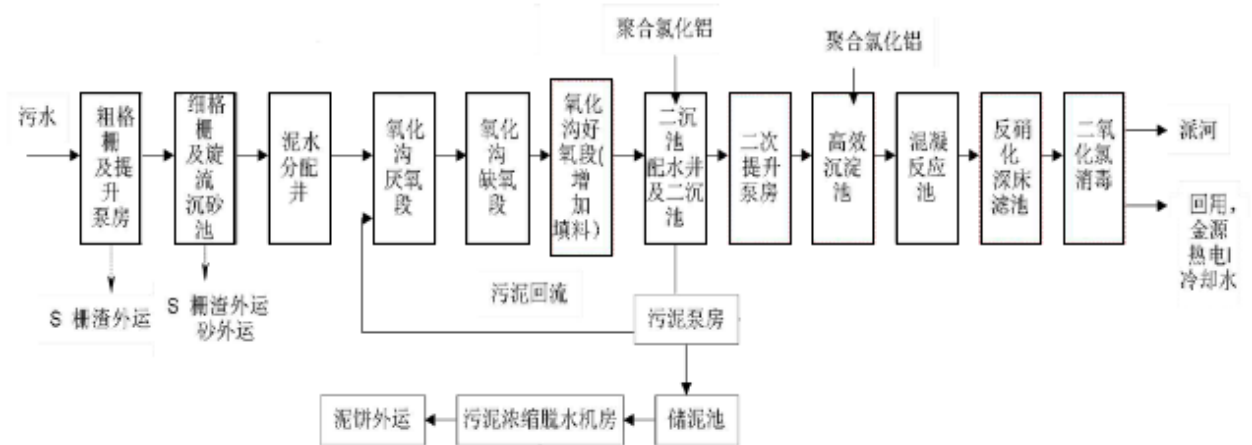 聚合氯化铝
聚合氯化铝
污水
粗格
栅
及提
升
泵房
细格
栅
及旋
流
沉砂
池
泥水
分配
井
氧化
沟
厌氧
段
氧化
沟
缺氧
段
氧化
沟好
氧段(
增
加
填料）
二沉
池
配水井
及二沉
池
二次
提升
泵房
高效
沉淀
池
混凝
反应
池
反硝
化
深床
滤池
二氧
化氯
消毒
派河
回用，
金源
热电I
冷却水
S 栅渣外运
S 栅渣外运
砂外运
污泥回流
污泥泵房
泥饼外运
污泥浓缩脱水机房
储泥池